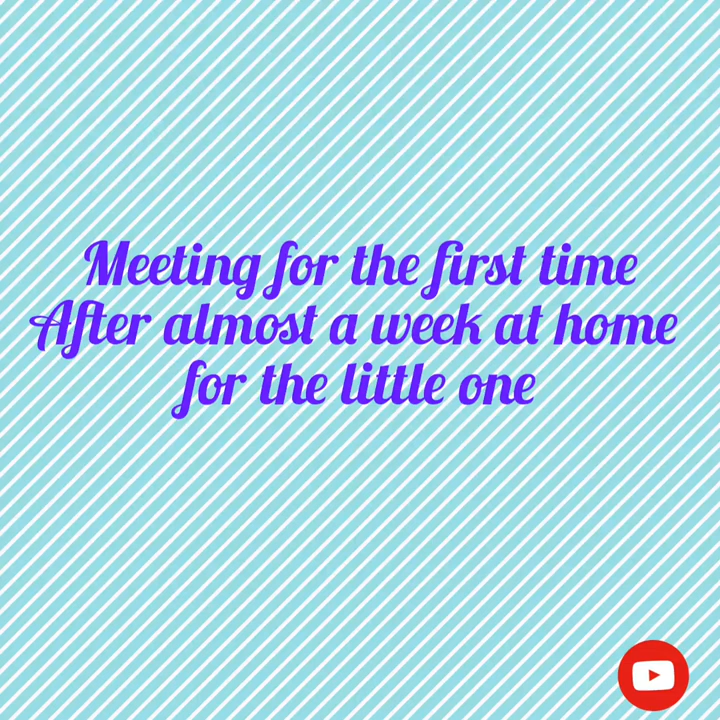 Meeting for the first time
After almost a week at home
for the little one